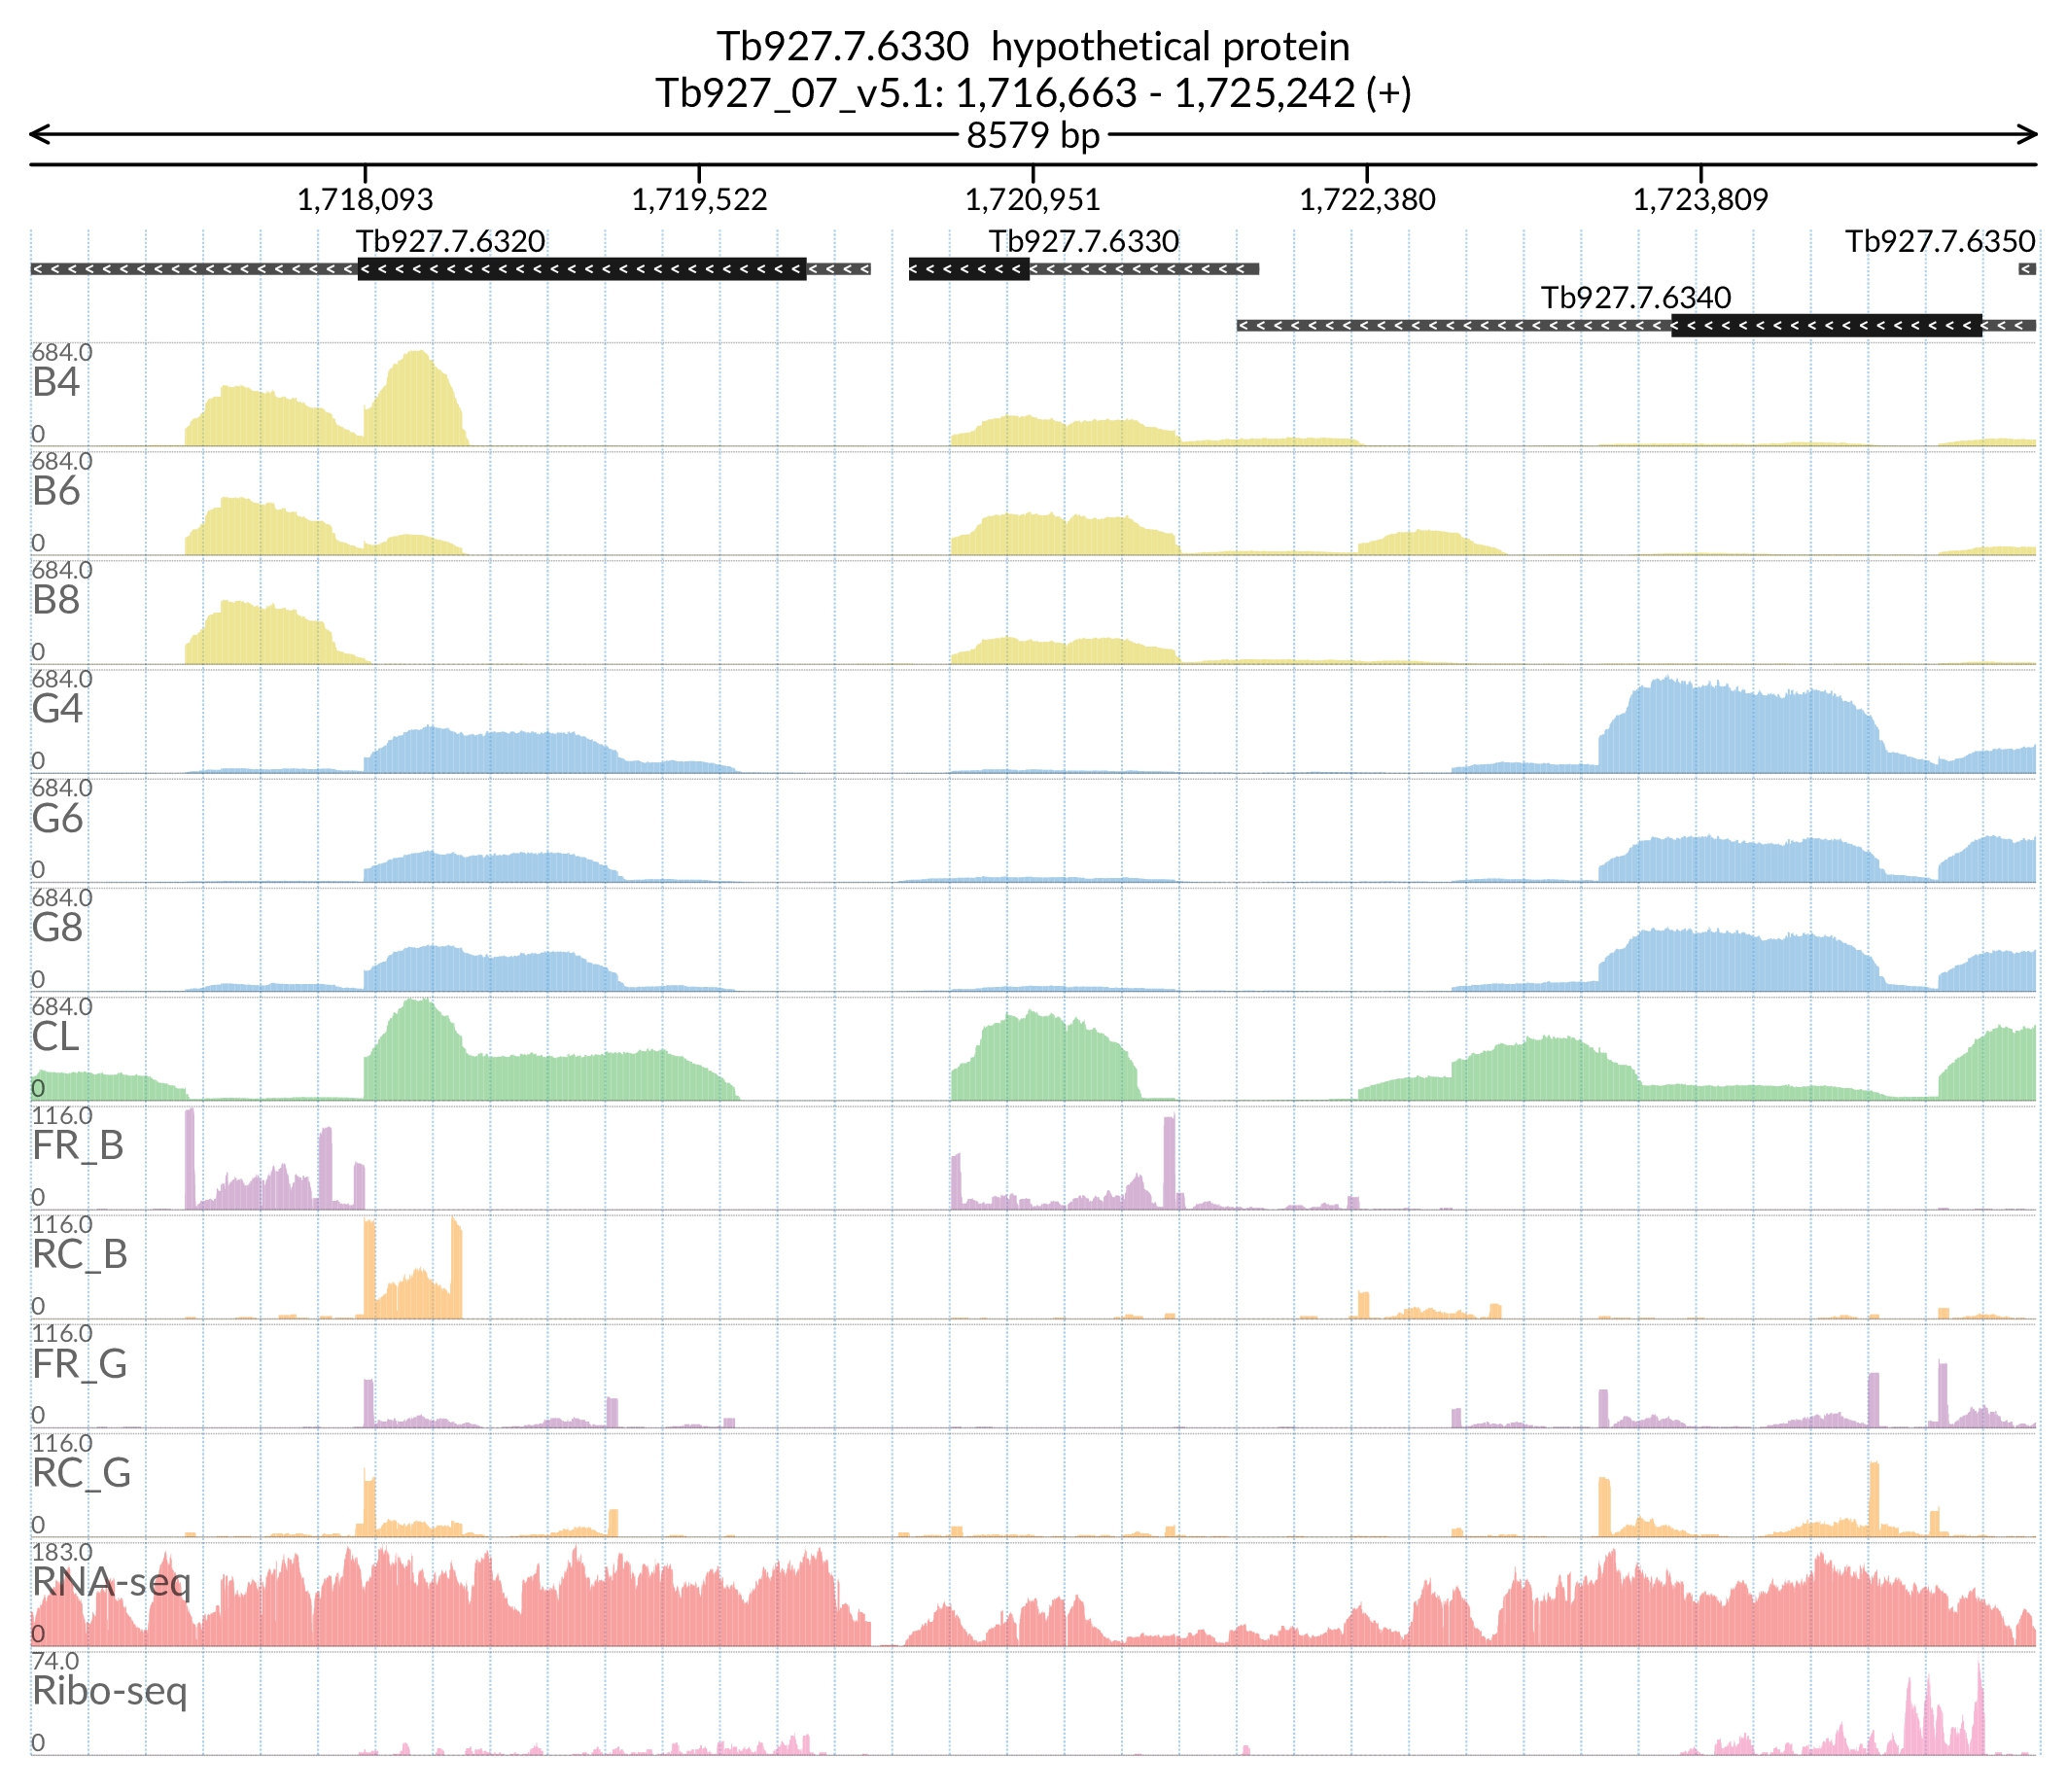 Tb927.7.6330  hypothetical protein
Tb927_07_v5.1: 1,716,663 - 1,725,242 (+)
8579 bp
1,718,093 1,719,522 1,720,951 1,722,380 1,723,809
Tb927.7.6320 Tb927.7.6330 Tb927.7.6350
Tb927.7.6340
684.0
B4
0
684.0
B6
0
684.0
B8
0
684.0
G4
0
684.0
G6
0
684.0
G8
0
684.0
CL
0
116.0
FR_B
0
116.0
RC_B
0
116.0
FR_G
0
116.0
RC_G
0
183.0
RNA-seq
0
74.0
Ribo-seq
0